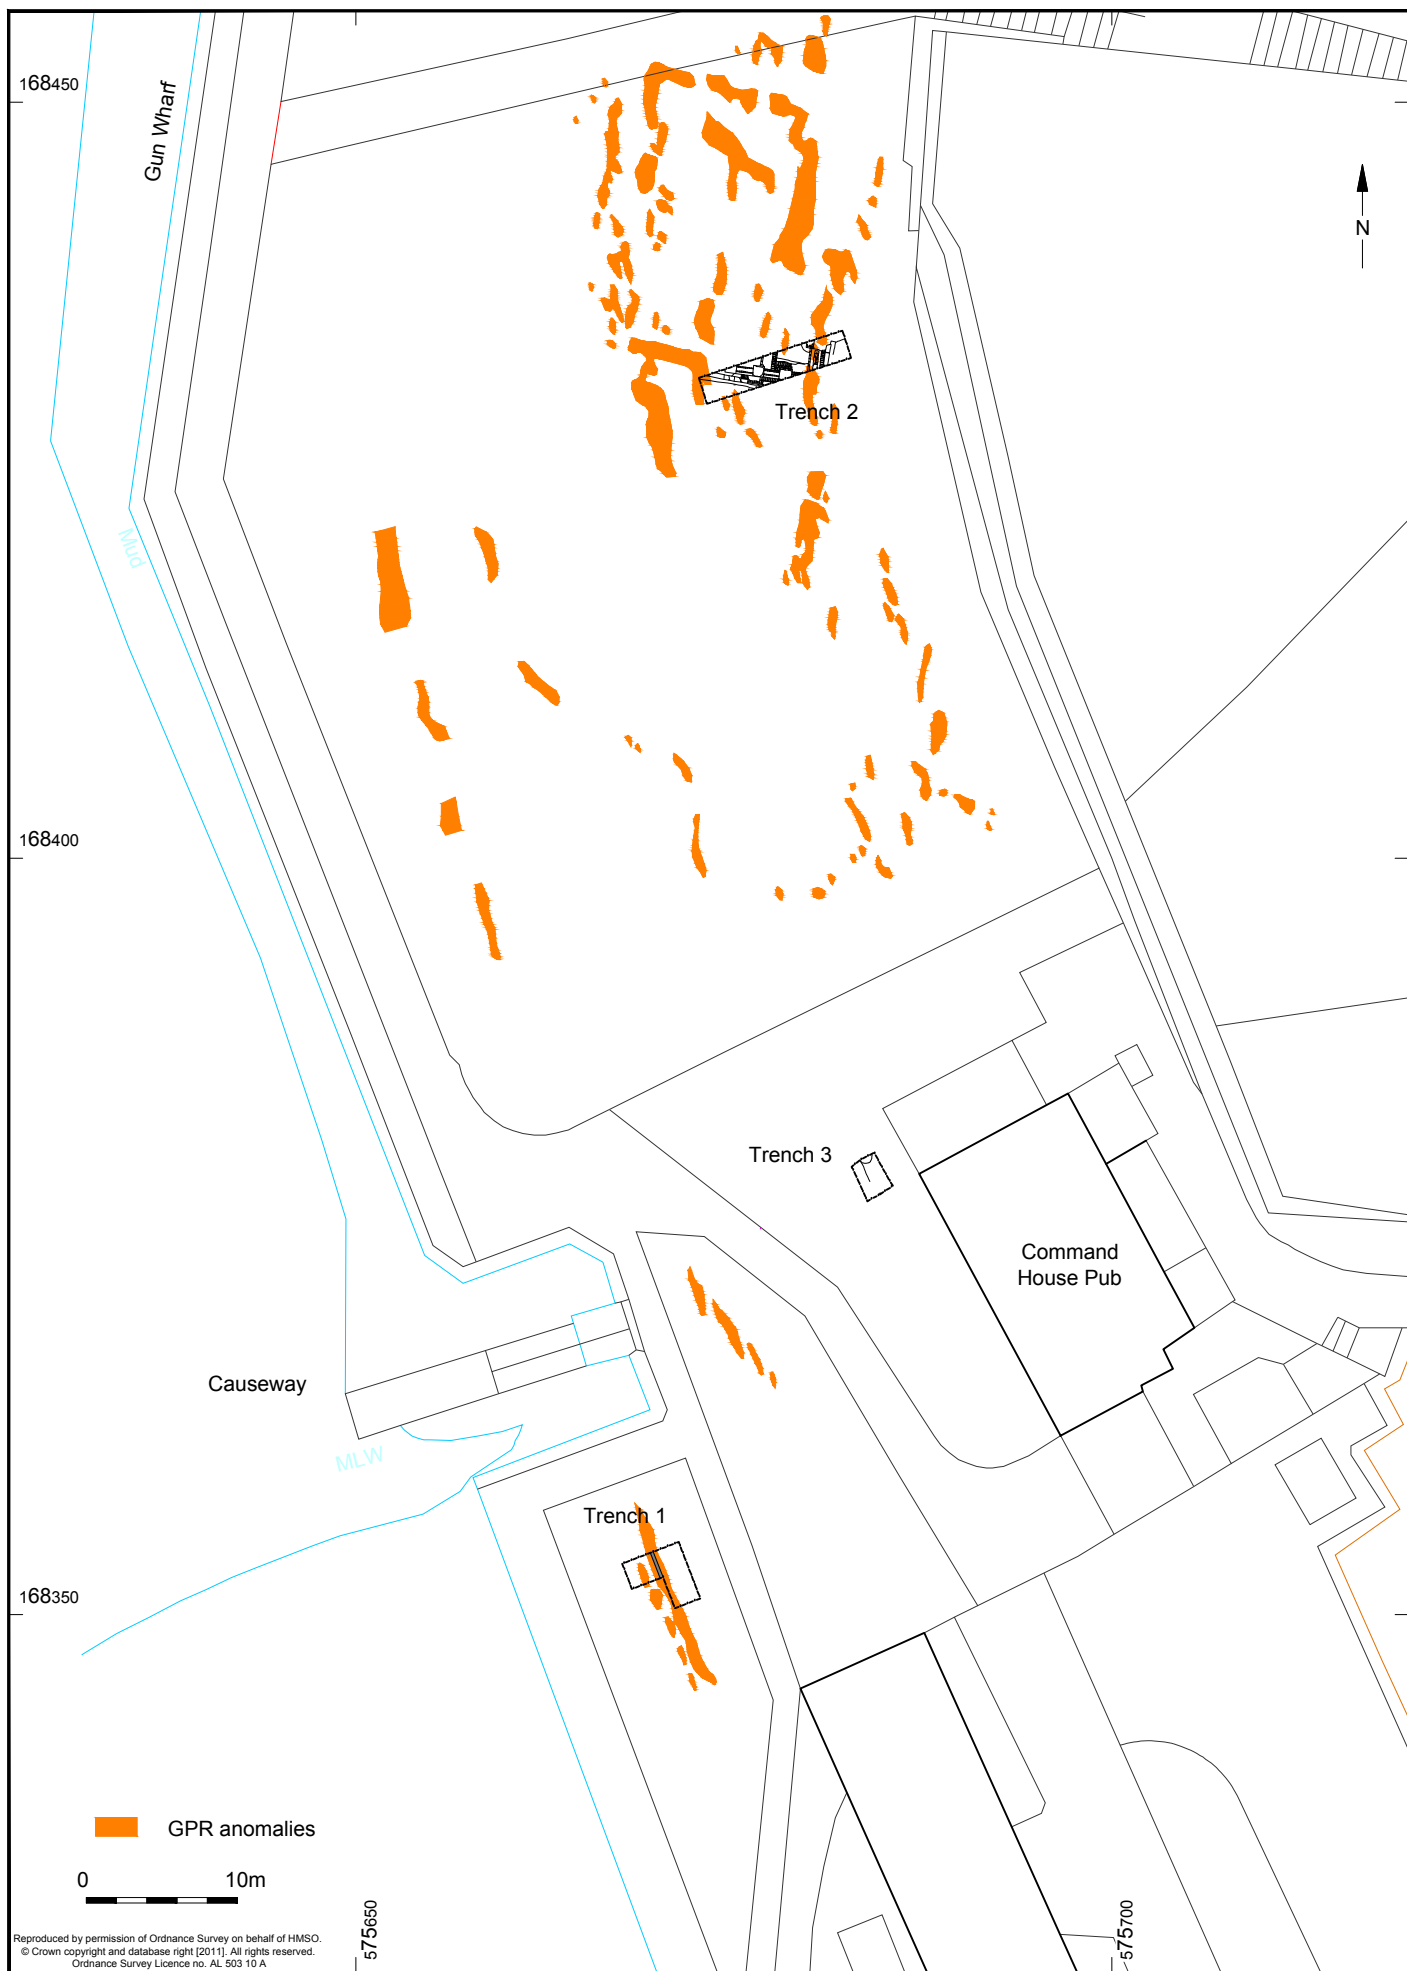 168450
Gun Wharf
N
Trench 2
Mud
168400
Trench 3
Command
House Pub
Causeway
MLW
Trench 1
168350
GPR anomalies
0 10m
575650
575700
Reproduced by permission of Ordnance Survey on behalf of HMSO.
© Crown copyright and database right [2011]. All rights reserved.
Ordnance Survey Licence no. AL 503 10 A